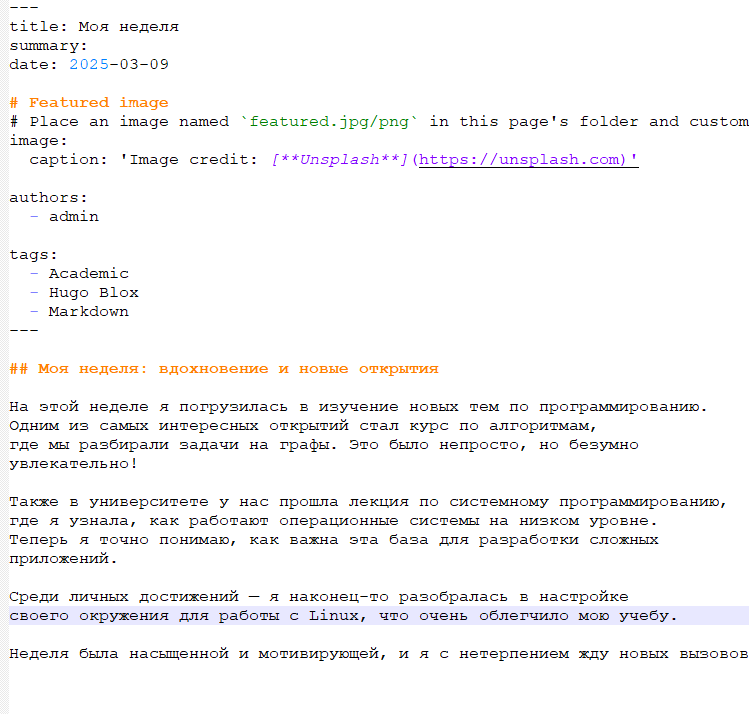 ---
title: Моя неделя
summary:
date: 2025-03-09
# Featured image
# Place an image named `featured.jpg/png` in this page's folder and custom
image:
  caption: 'Image credit: [**Unsplash**](https://unsplash.com)'
authors:
  - admin
tags:
  - Academic
  - Hugo Blox
  - Markdown
---
## Моя неделя: вдохновение и новые открытия
На этой неделе я погрузилась в изучение новых тем по программированию.
Одним из самых интересных открытий стал курс по алгоритмам,
где мы разбирали задачи на графы. Это было непросто, но безумно
увлекательно!
Также в университете у нас прошла лекция по системному программированию,
где я узнала, как работают операционные системы на низком уровне.
Теперь я точно понимаю, как важна эта база для разработки сложных
приложений.
Среди личных достижений — я наконец-то разобралась в настройке
своего окружения для работы с Linux, что очень облегчило мою учебу.
Неделя была насыщенной и мотивирующей, и я с нетерпением жду новых вызовов